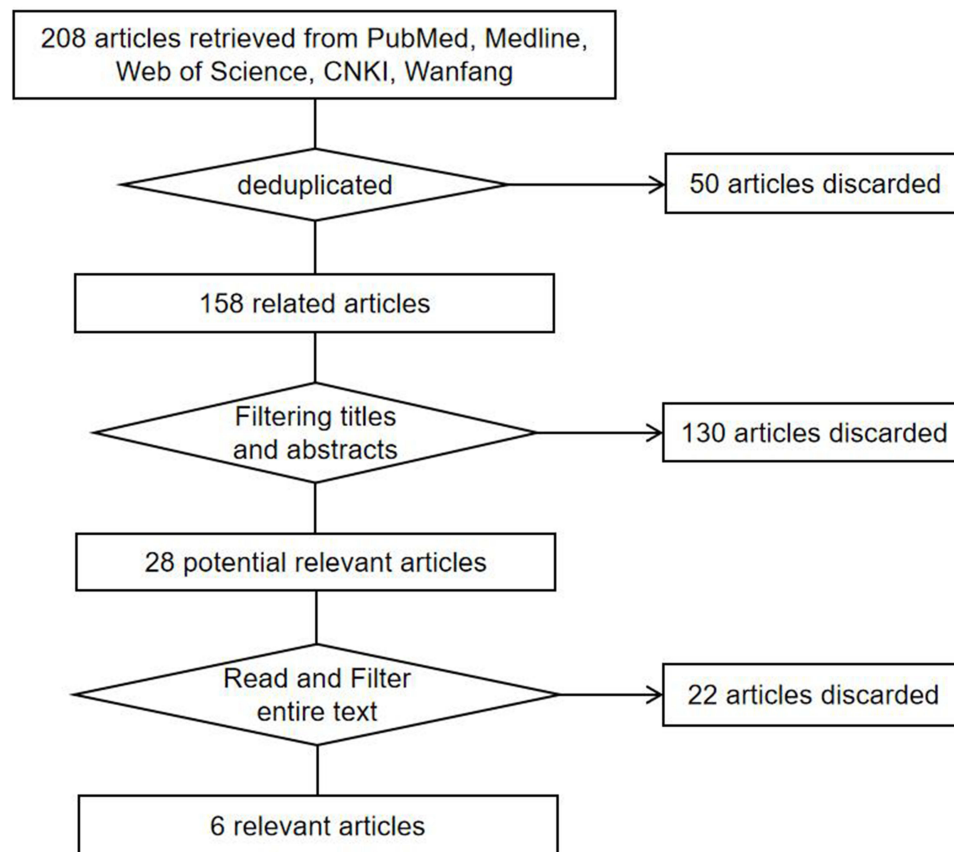 208 articles retrieved from PubMed, Medline,
Web of Science, CNKI, Wanfang
deduplicated
50 articles discarded
158 related articles
Filtering titles
and abstracts
130 articles discarded
28 potential relevant articles
Read and Filter
entire text
22 articles discarded
6 relevant articles